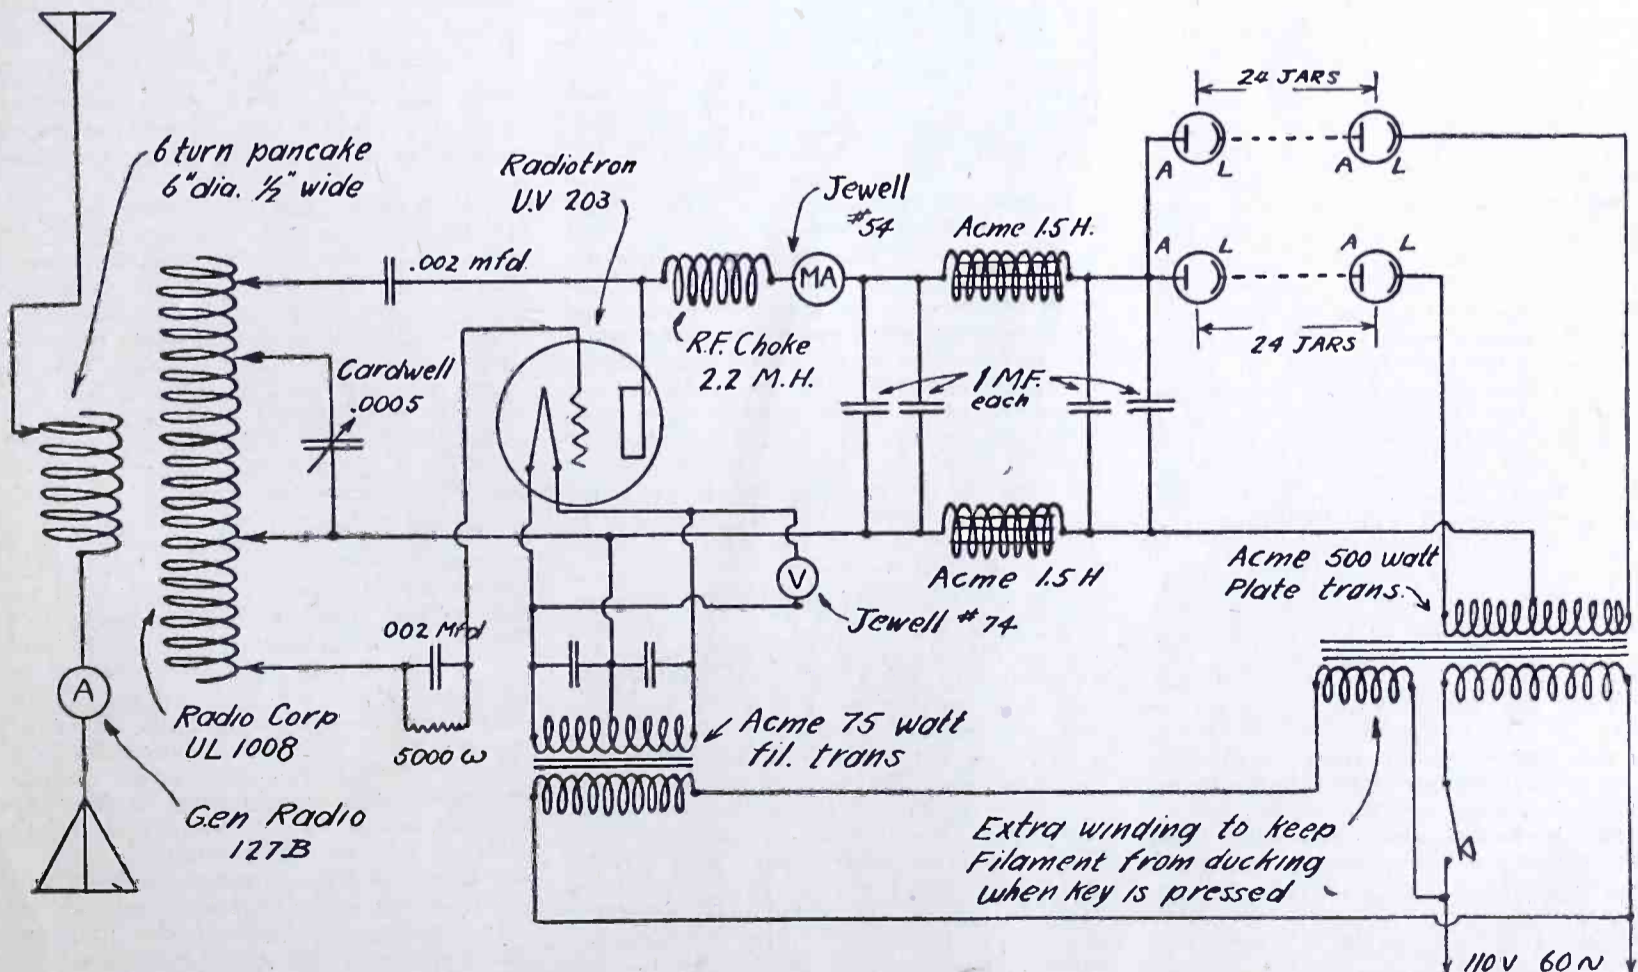 24 JARS
6 turn pancake
6" dia. ½" wide
Radiotron
U.V 203
Jewell
#54
Acme 1.5 H.
A L
A L
.002 mfd.
MA
A L
A L
24 JARS
R.F. Choke
2.2 M.H.
Cardwell
.0005
1 MF.
each
Acme 1.5 H
Acme 500 watt
Plate trans.
V
Jewell #74
002 Mfd
A
Radio Corp
UL 1008
5000 ω
Acme 75 watt
fil. trans
Gen Radio
127B
Extra winding to keep
Filament from ducking
when key is pressed
110 V 60 ~